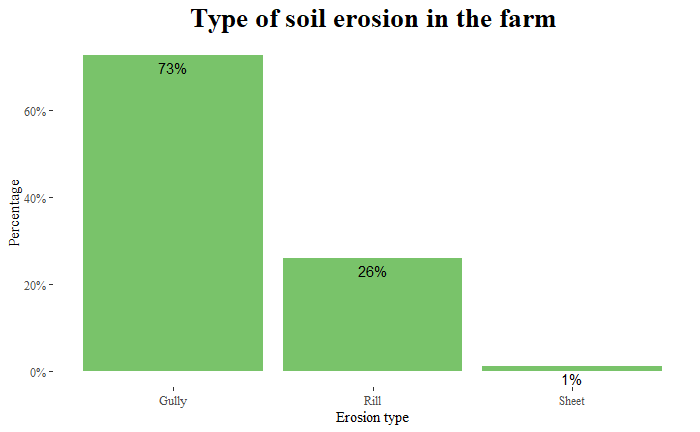 Type of soil erosion in the farm
73%
60%
40%
Percentage
26%
20%
1%
0%
Gully
Rill
Sheet
Erosion type